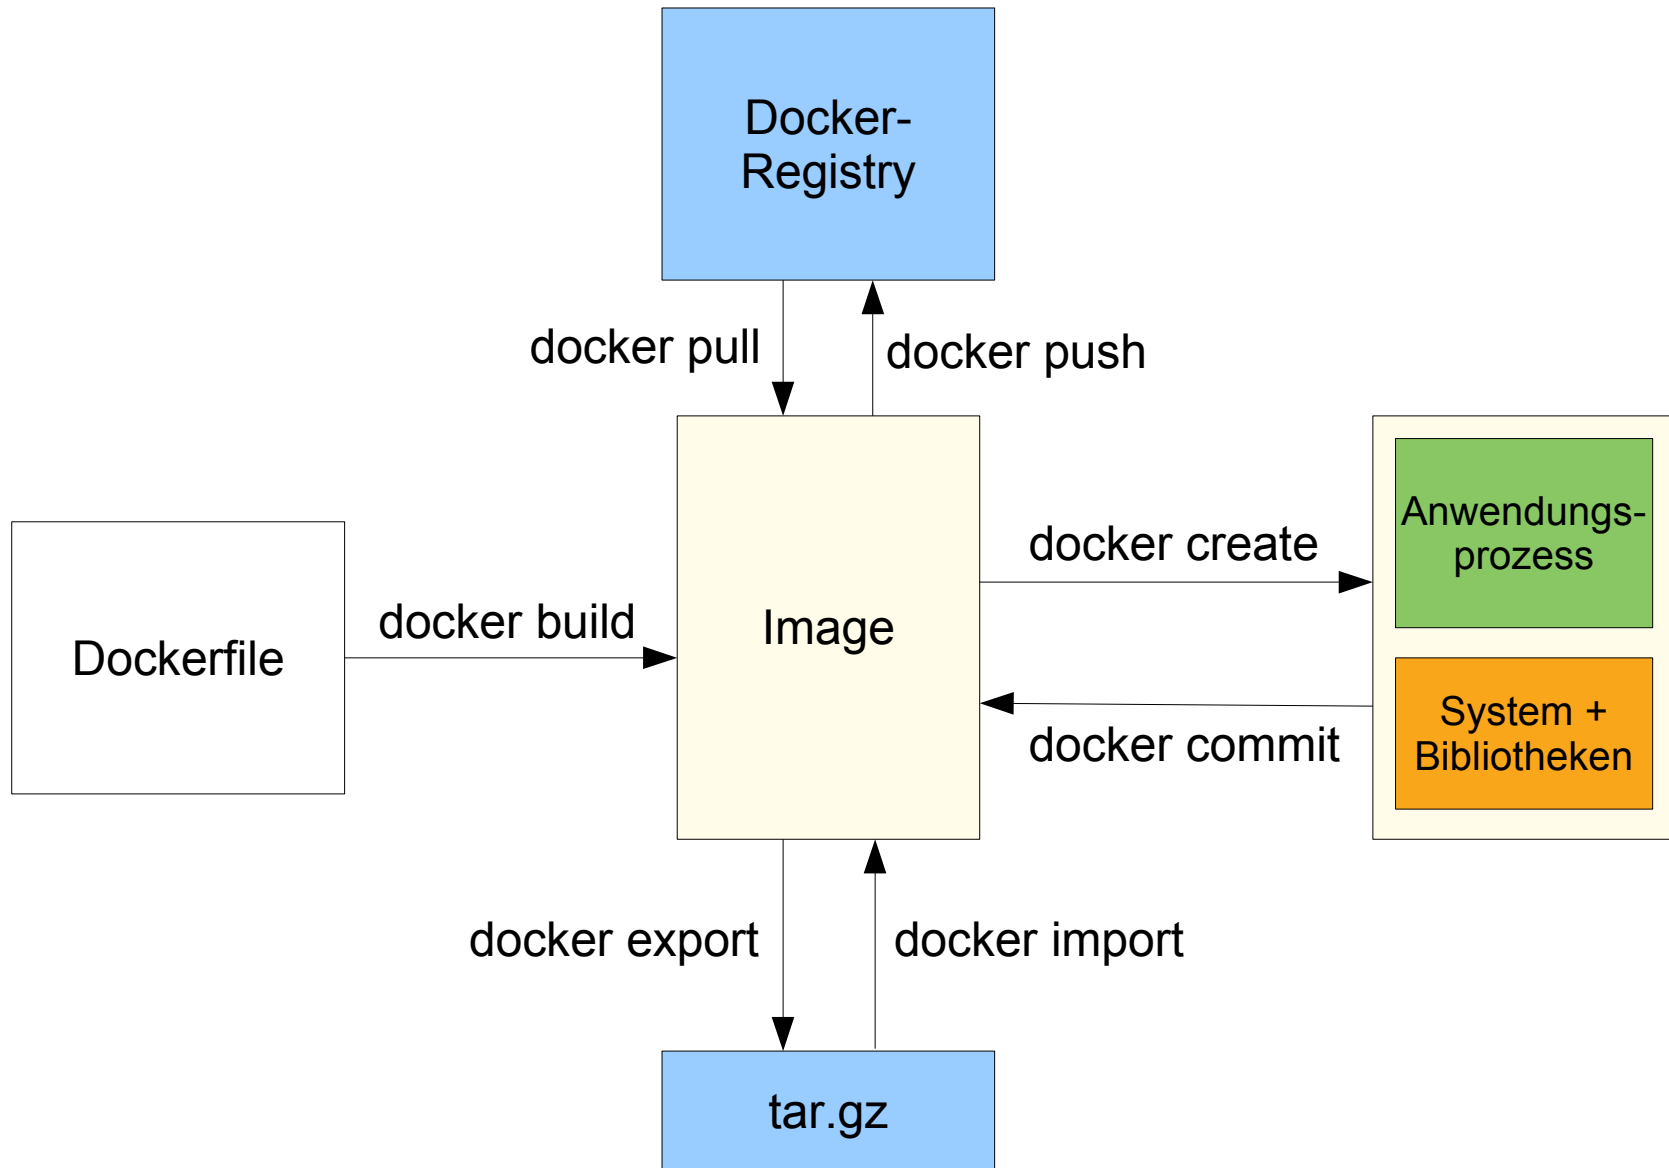 Docker-
Registry
docker pull
docker push
Anwendungs-
prozess
docker create
docker build
Image
Dockerfile
System +
Bibliotheken
docker commit
docker export
docker import
tar.gz